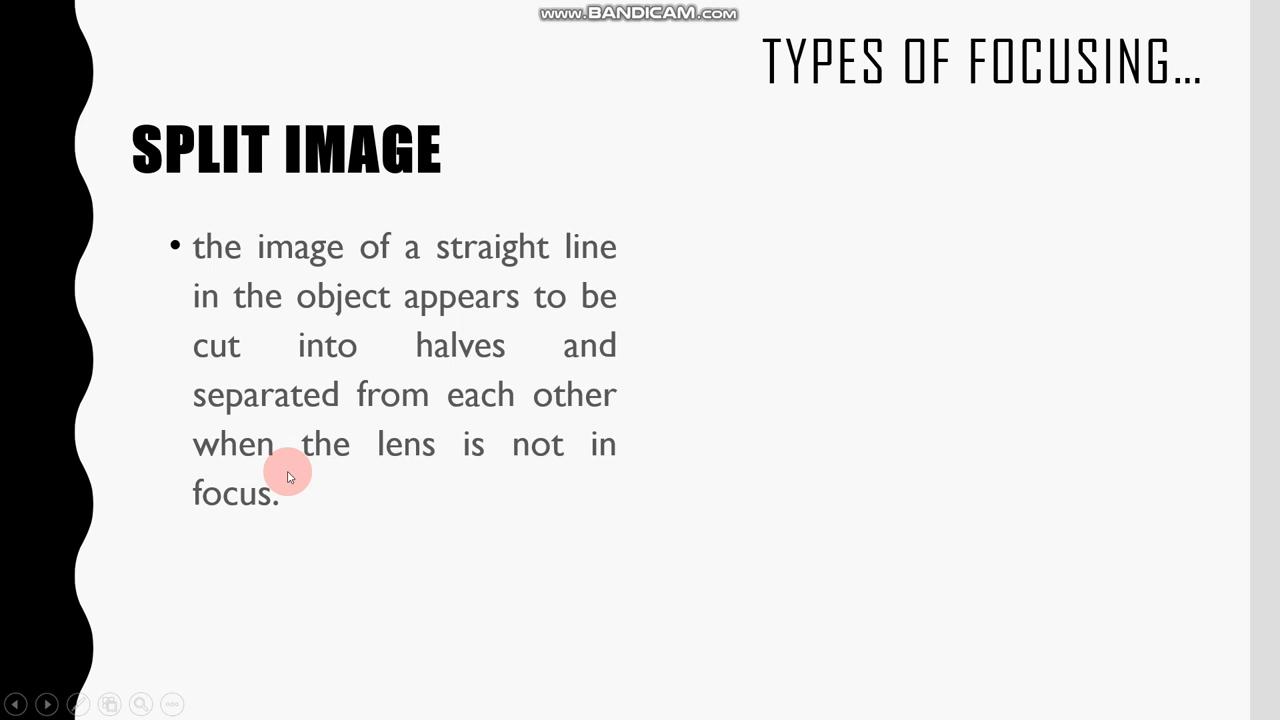 www.BANDICAM.com
TYPES OF FOCUSING...
SPLIT IMAGE
• the image of a straight line
in the object appears to be
cut into halves and
separated from each other
when the lens is not in
focus.